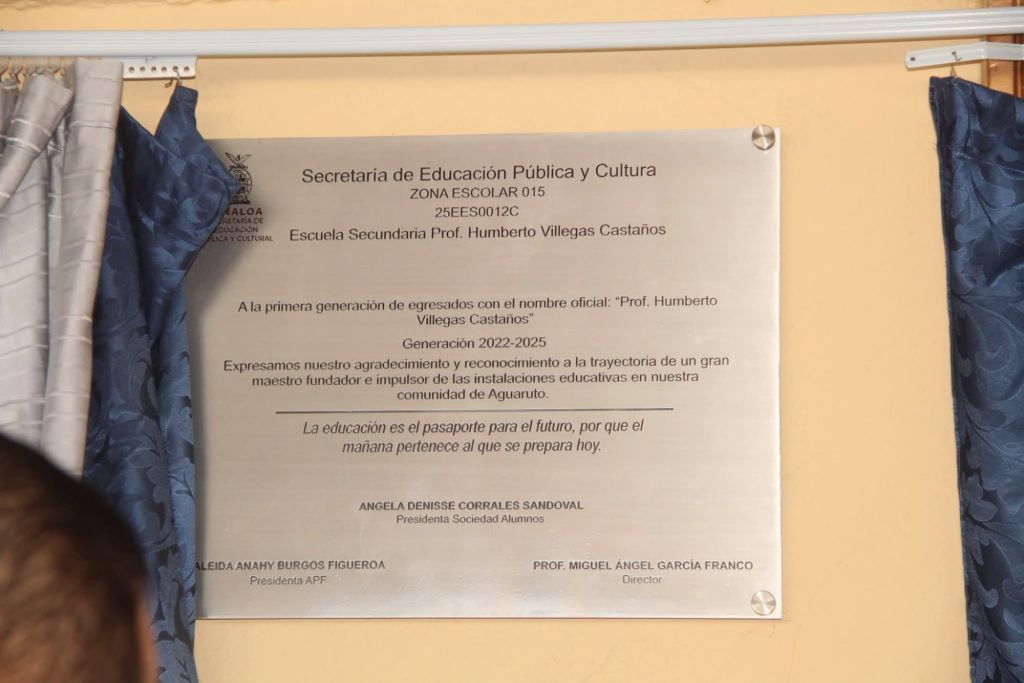 Secretaría de Educación Pública y Cultura
ZONA ESCOLAR 015
25EES0012C
Escuela Secundaria Prof. Humberto Villegas Castaños
Y CULTURAL
A la primera generación de egresados con el nombre oficial: “Prof. Humberto
Villegas Castaños”
Generación 2022-2025
Expresamos nuestro agradecimiento y reconocimiento a la trayectoria de un gran
maestro fundador e impulsor de las instalaciones educativas en nuestra
comunidad de Aguaruto.
La educación es el pasaporte para el futuro, por que el
mañana pertenece al que se prepara hoy.
ANGELA DENISSE CORRALES SANDOVAL
Presidenta Sociedad Alumnos
ALEIDA ANAHY BURGOS FIGUEROA
Presidenta APF
PROF. MIGUEL ÁNGEL GARCÍA FRANCO
Director